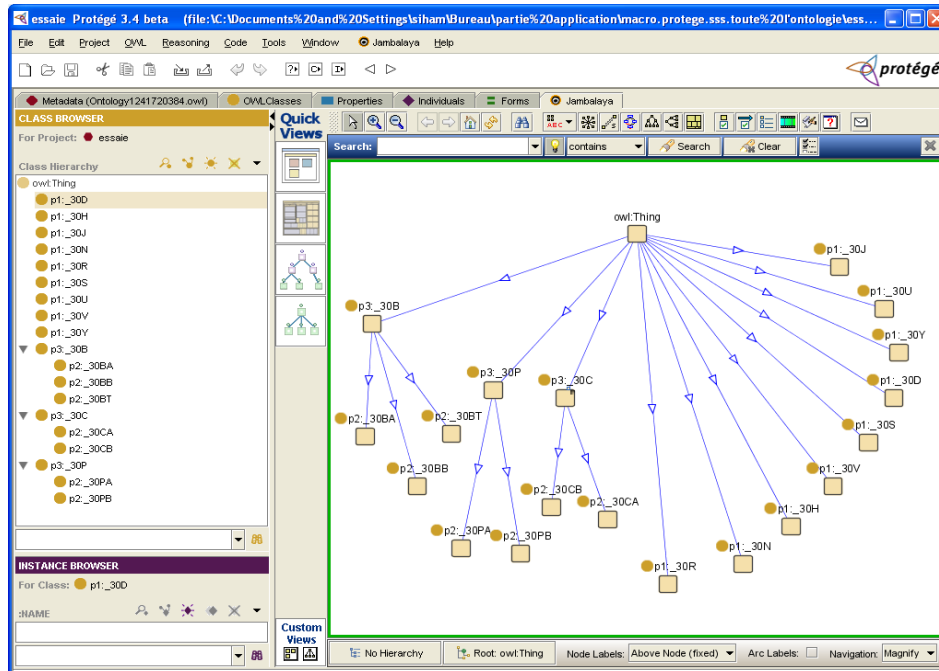 essaie Protégé 3.4 beta (file:\C:\Documents%20and%20Settings\siham\Bureau\partie%20application\macro.protege.sss.toute%20l'ontologie\ess...
File Edit Project OWL Reasoning Code Tools Window Jambalaya Help
protégé
Metadata (Ontology1241720384.owl) OWLClasses Properties Individuals Forms Jambalaya
CLASS BROWSER
For Project: essaie
Class Hierarchy
owl:Thing
p1:_30D
p1:_30H
p1:_30J
p1:_30N
p1:_30R
p1:_30S
p1:_30U
p1:_30V
p1:_30Y
p3:_30B
p2:_30BA
p2:_30BB
p2:_30BT
p3:_30C
p2:_30CA
p2:_30CB
p3:_30P
p2:_30PA
p2:_30PB
INSTANCE BROWSER
For Class: p1:_30D
:NAME
Quick
Views
Custom
Views
ABC
Search: contains Search Clear
owl:Thing
p1:_30J
p1:_30U
p3:_30B
p1:_30Y
p3:_30P
p3:_30C
p1:_30D
p2:_30BA
p2:_30BT
p1:_30S
p2:_30BB
p1:_30V
p2:_30CB
p2:_30CA
p1:_30H
p2:_30PA
p2:_30PB
p1:_30N
p1:_30R
No Hierarchy Root: owl:Thing Node Labels: Above Node (fixed) Arc Labels: Navigation: Magnify